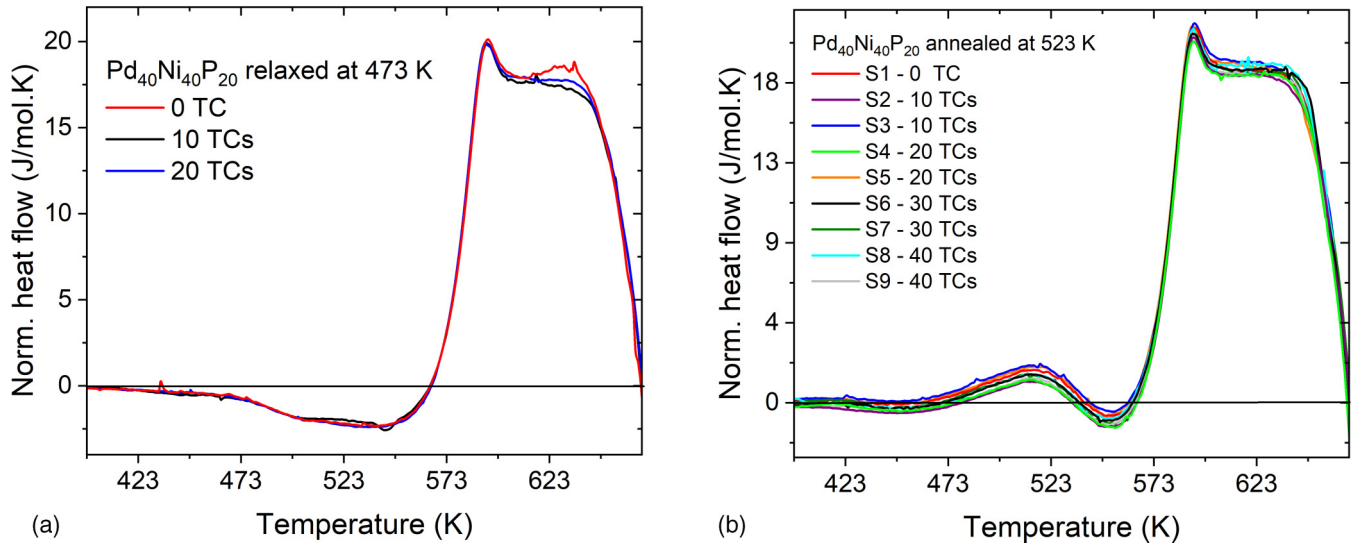 Norm. heat flow (J/mol.K)
20
15
10
5
0
Pd40Ni40P20 relaxed at 473 K
0 TC
10 TCs
20 TCs
423
473
523
573
623
(a)
Temperature (K)
Norm. heat flow (J/mol.K)
18
13
9
4
0
Pd40Ni40P20 annealed at 523 K
S1 - 0 TC
S2 - 10 TCs
S3 - 10 TCs
S4 - 20 TCs
S5 - 20 TCs
S6 - 30 TCs
S7 - 30 TCs
S8 - 40 TCs
S9 - 40 TCs
423
473
523
573
623
(b)
Temperature (K)